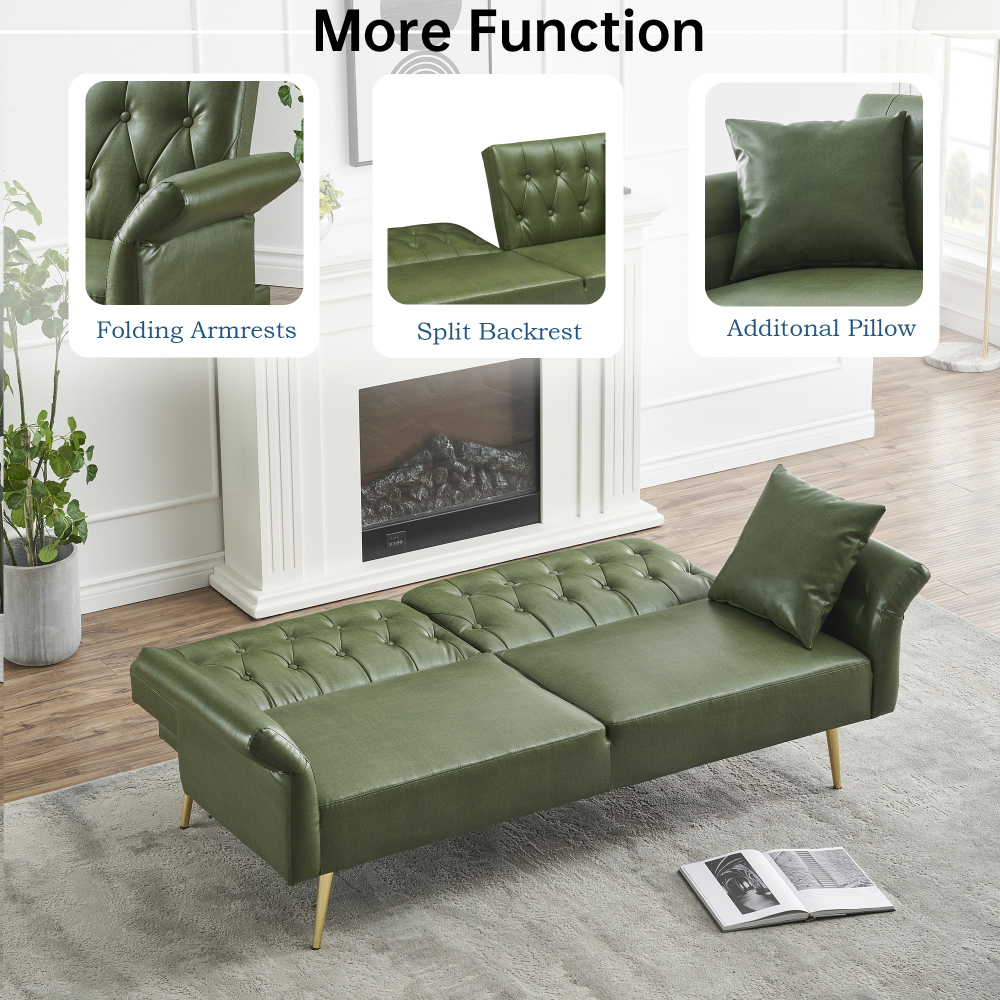 More Function
Folding Armrests
Split Backrest
Additonal Pillow